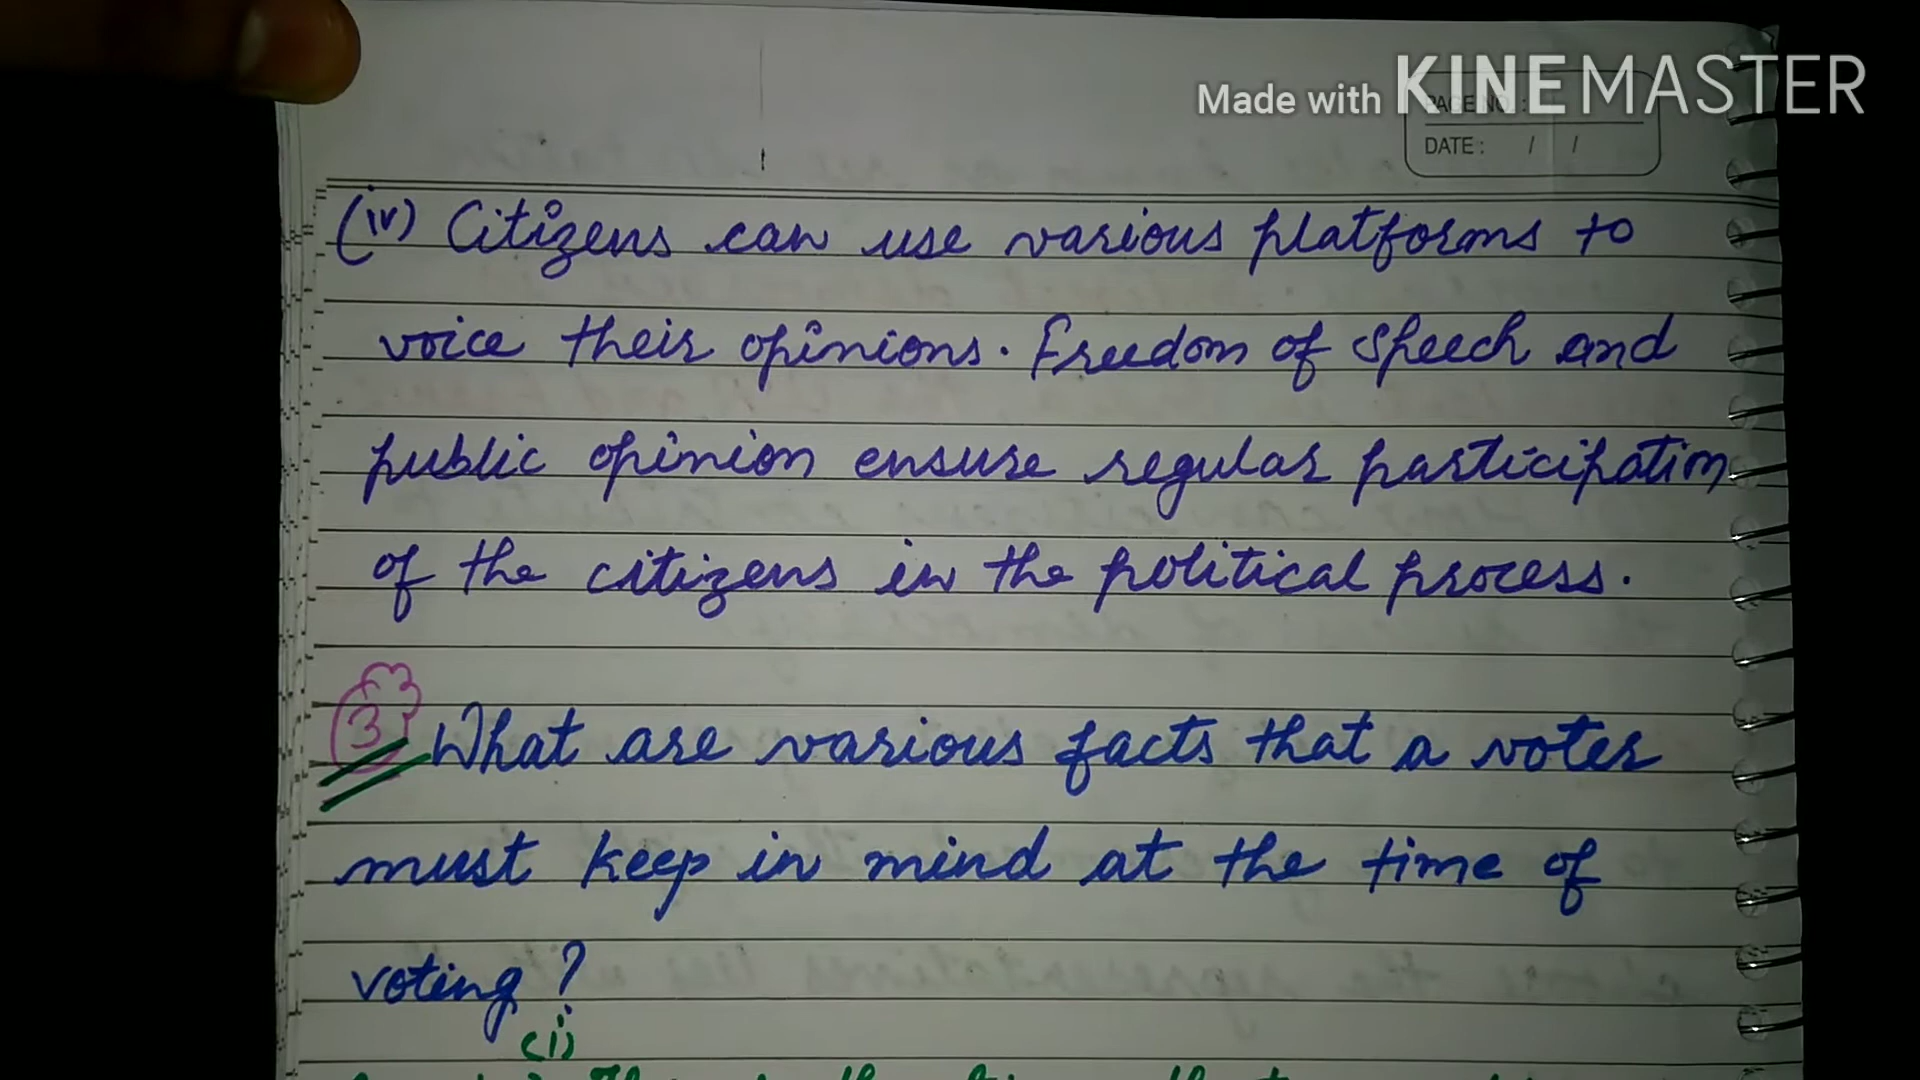 Made with KINEMASTER
PAGE NO.:
DATE: / /
(iv) Citizens can use various platforms to
voice their opinions. Freedom of speech and
public opinion ensure regular participation
of the citizens in the political process.
3 What are various facts that a voter
must keep in mind at the time of
voting?
(i)